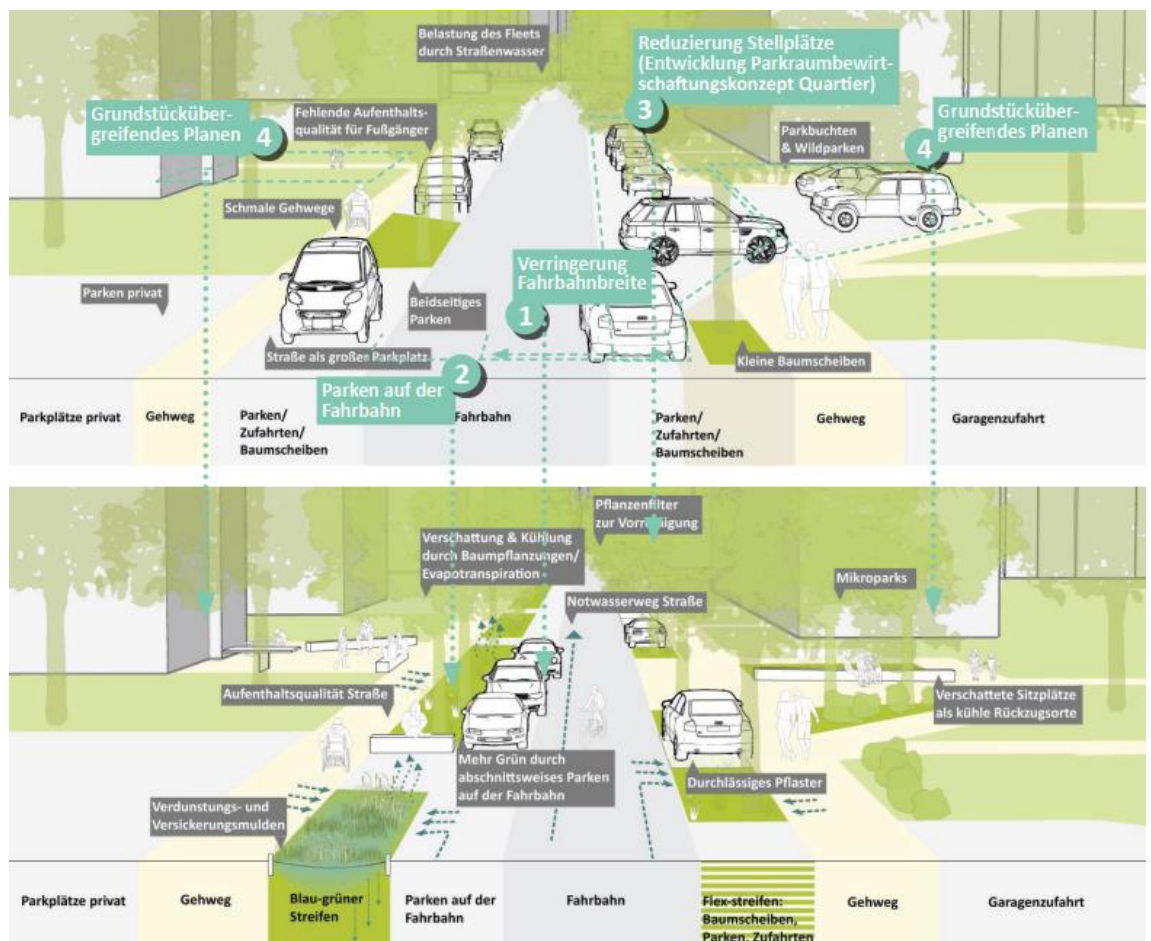 Belastung des Fleets
durch Straßenwasser
Reduzierung Stellplätze
(Entwicklung Parkraumbewirt-
schaftungskonzept Quartier)
3
Grundstücküber-
greifendes Planen
4
Fehlende Aufenthalts-
qualität für Fußgänger
Parkbuchten
& Wildparken
Grundstücküber-
greifendes Planen
4
Schmale Gehwege
Verringerung
Fahrbahnbreite
1
Parken privat
Beidseitiges
Parken
Straße als großer Parkplatz
Kleine Baumscheiben
Parken auf der
Fahrbahn
2
Parkplätze privat
Gehweg
Parken/
Zufahrten/
Baumscheiben
Fahrbahn
Parken/
Zufahrten/
Baumscheiben
Gehweg
Garagenzufahrt
Pflanzenfilter
zur Vorreinigung
Verschattung & Kühlung
durch Baumpflanzungen/
Evapotranspiration
Mikroparks
Notwasserweg Straße
Aufenthaltsqualität Straße
Verschattete Sitzplätze
als kühle Rückzugsorte
Mehr Grün durch
abschnittsweises Parken
auf der Fahrbahn
Durchlässiges Pflaster
Verdunstungs- und
Versickerungsmulden
Parkplätze privat
Gehweg
Blau-grüner
Streifen
Parken auf der
Fahrbahn
Fahrbahn
Flex-streifen:
Baumscheiben,
Parken, Zufahrten
Gehweg
Garagenzufahrt